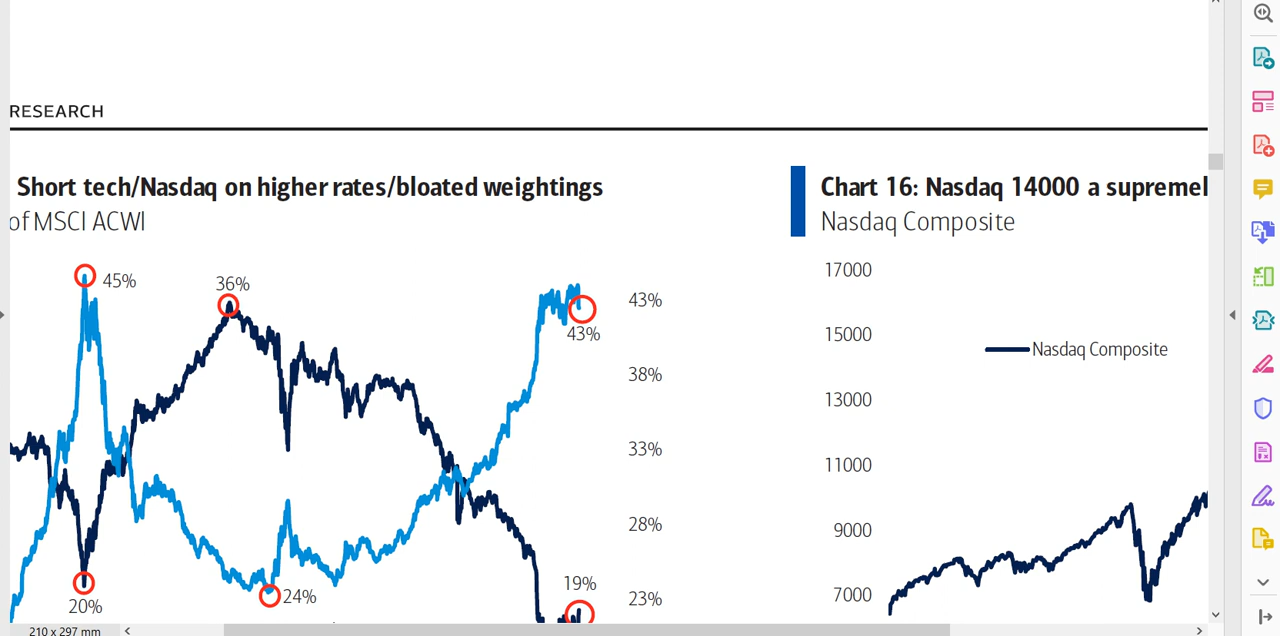 RESEARCH
Short tech/Nasdaq on higher rates/bloated weightings
of MSCI ACWI
45%
36%
43%
43%
38%
33%
28%
23%
20%
24%
19%
Chart 16: Nasdaq 14000 a supremel
Nasdaq Composite
17000
15000
Nasdaq Composite
13000
11000
9000
7000
210 x 297 mm